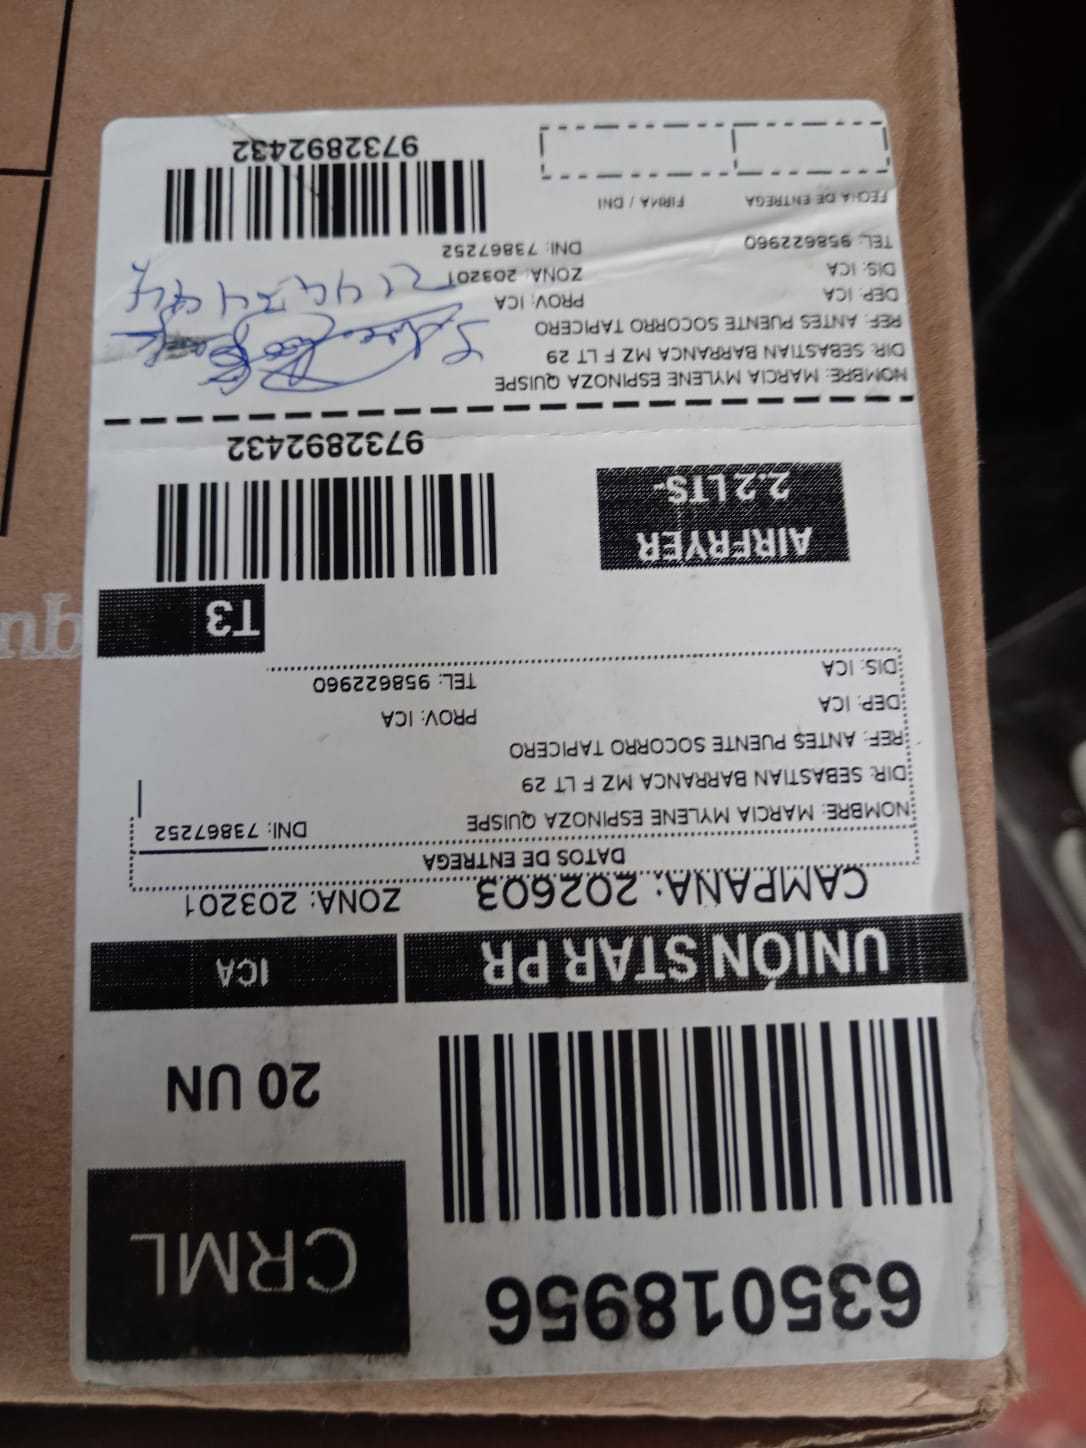 635018956
CRML
20 UN
UNIÓN STAR PR
ICA
CAMPAÑA: 202603
ZONA: 203201
DATOS DE ENTREGA
NOMBRE: MARCIA MYLENE ESPINOZA QUISPE
DNI: 73867252
DIR: SEBASTIAN BARRANCA MZ F LT 29
REF: ANTES PUENTE SOCORRO TAPICERO
DEP: ICA
PROV: ICA
DIS: ICA
TEL: 958622960
T3
AIRFRYER
2.2 LTS-
9732892432
NOMBRE: MARCIA MYLENE ESPINOZA QUISPE
DIR: SEBASTIAN BARRANCA MZ F LT 29
REF: ANTES PUENTE SOCORRO TAPICERO
DEP: ICA
PROV: ICA
DIS: ICA
ZONA: 203201
TEL: 958622960
DNI: 73867252
FECHA DE ENTREGA
FIRMA / DNI
9732892432